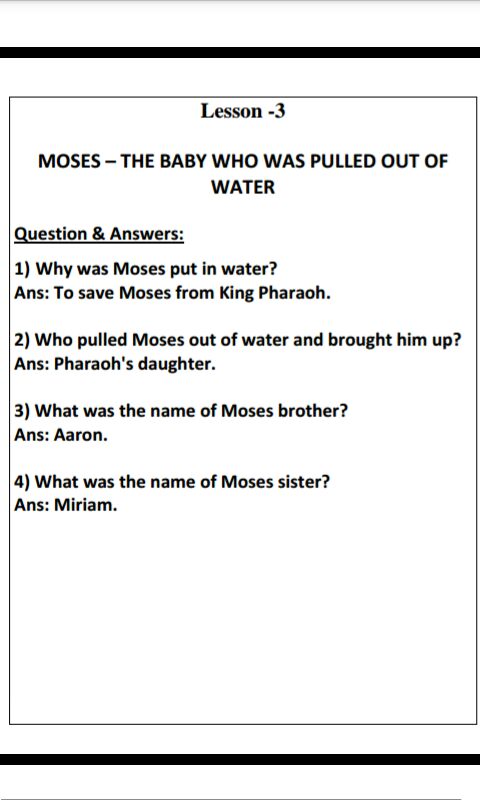 Lesson -3
MOSES – THE BABY WHO WAS PULLED OUT OF
WATER
Question & Answers:
1) Why was Moses put in water?
Ans: To save Moses from King Pharaoh.
2) Who pulled Moses out of water and brought him up?
Ans: Pharaoh's daughter.
3) What was the name of Moses brother?
Ans: Aaron.
4) What was the name of Moses sister?
Ans: Miriam.